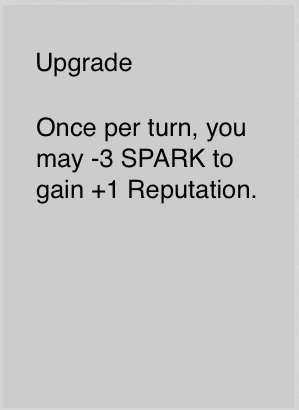 Upgrade
Once per turn, you
may -3 SPARK to
gain +1 Reputation.